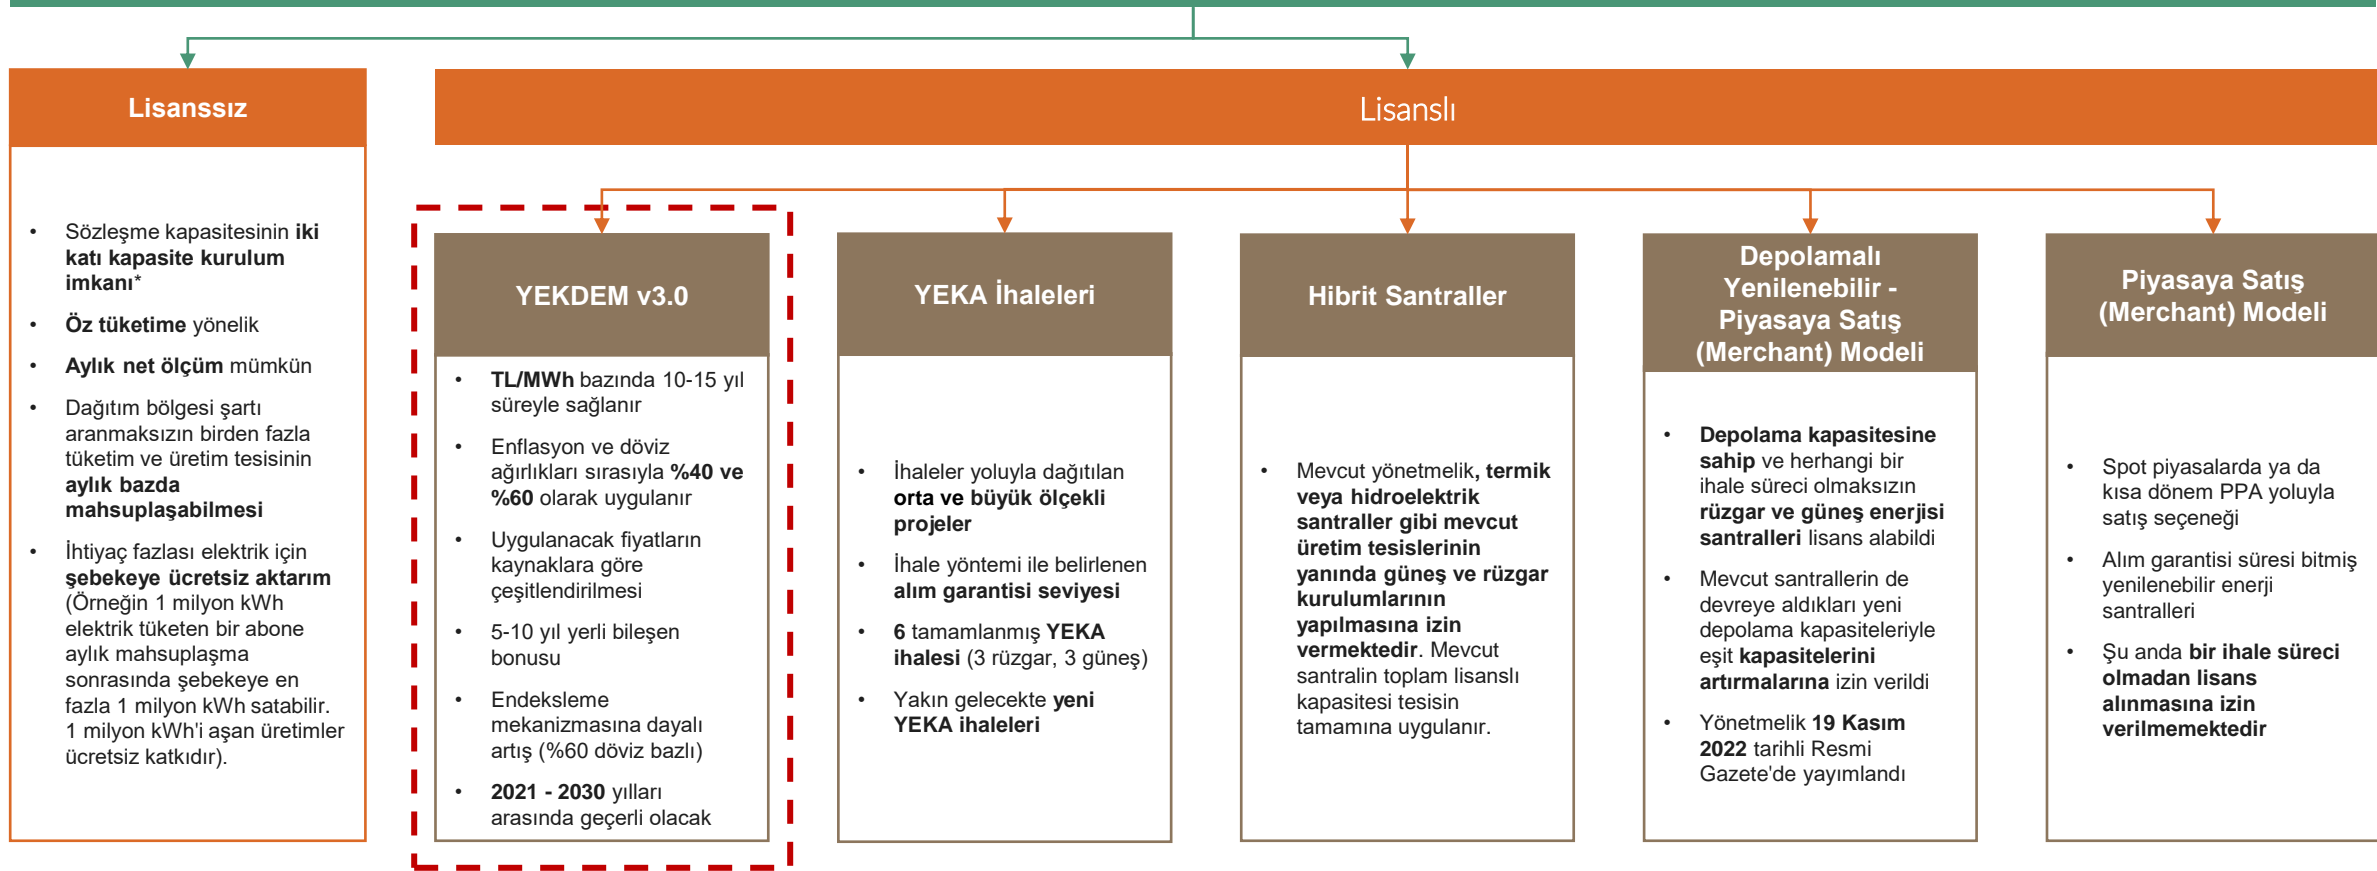 Lisanssız
• Sözleşme kapasitesinin iki
katı kapasite kurulum
imkanı*
• Öz tüketime yönelik
• Aylık net ölçüm mümkün
• Dağıtım bölgesi şartı
aranmaksızın birden fazla
tüketim ve üretim tesisinin
aylık bazda
mahsuplaşabilmesi
• İhtiyaç fazlası elektrik için
şebekeye ücretsiz aktarım
(Örneğin 1 milyon kWh
elektrik tüketen bir abone
aylık mahsuplaşma
sonrasında şebekeye en
fazla 1 milyon kWh satabilir.
1 milyon kWh'i aşan üretimler
ücretsiz katkıdır).
Lisanslı
YEKDEM v3.0
• TL/MWh bazında 10-15 yıl
süreyle sağlanır
• Enflasyon ve döviz
ağırlıkları sırasıyla %40 ve
%60 olarak uygulanır
• Uygulanacak fiyatların
kaynaklara göre
çeşitlendirilmesi
• 5-10 yıl yerli bileşen
bonusu
• Endeksleme
mekanizmasına dayalı
artış (%60 döviz bazlı)
• 2021 - 2030 yılları
arasında geçerli olacak
YEKA İhaleleri
• İhaleler yoluyla dağıtılan
orta ve büyük ölçekli
projeler
• İhale yöntemi ile belirlenen
alım garantisi seviyesi
• 6 tamamlanmış YEKA
ihalesi (3 rüzgar, 3 güneş)
• Yakın gelecekte yeni
YEKA ihaleleri
Hibrit Santraller
• Mevcut yönetmelik, termik
veya hidroelektrik
santraller gibi mevcut
üretim tesislerinin
yanında güneş ve rüzgar
kurulumlarının
yapılmasına izin
vermektedir. Mevcut
santralin toplam lisanslı
kapasitesi tesisin
tamamına uygulanır.
Depolamalı
Yenilenebilir -
Piyasaya Satış
(Merchant) Modeli
• Depolama kapasitesine
sahip ve herhangi bir
ihale süreci olmaksızın
rüzgar ve güneş enerjisi
santralleri lisans alabildi
• Mevcut santrallerin de
devreye aldıkları yeni
depolama kapasiteleriyle
eşit kapasitelerini
artırmalarına izin verildi
• Yönetmelik 19 Kasım
2022 tarihli Resmi
Gazete'de yayımlandı
Piyasaya Satış
(Merchant) Modeli
• Spot piyasalarda ya da
kısa dönem PPA yoluyla
satış seçeneği
• Alım garantisi süresi bitmiş
yenilenebilir enerji
santralleri
• Şu anda bir ihale süreci
olmadan lisans
alınmasına izin
verilmemektedir